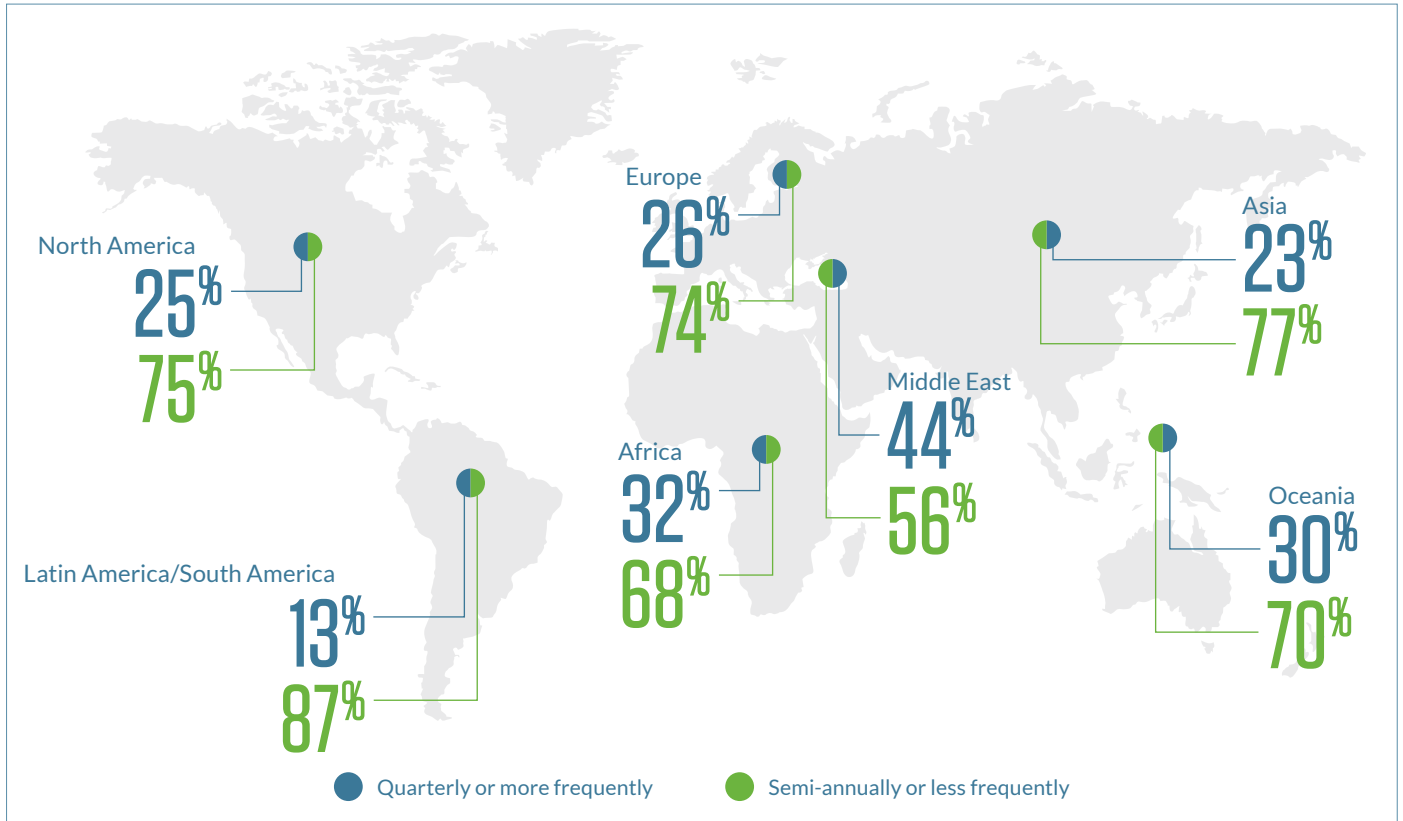 North America
25%
75%
Latin America/South America
13%
87%
Europe
26%
74%
Africa
32%
68%
Middle East
44%
56%
Asia
23%
77%
Oceania
30%
70%
Quarterly or more frequently
Semi-annually or less frequently